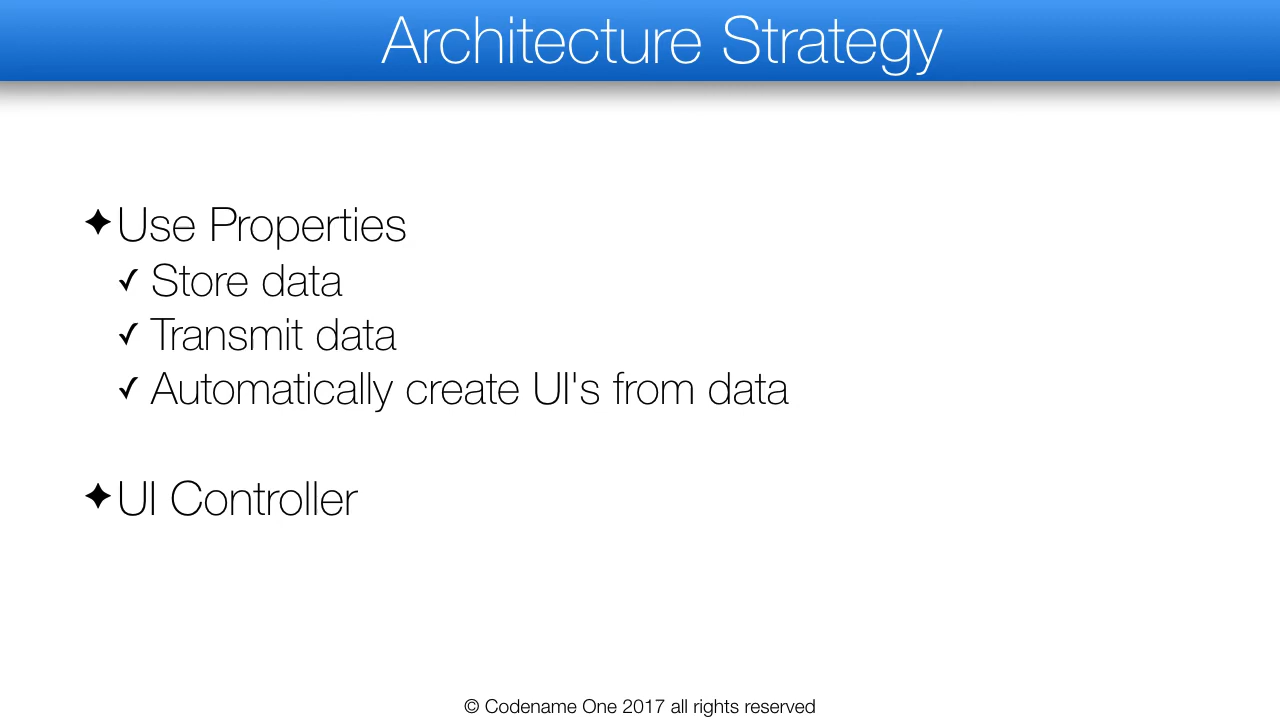 Architecture Strategy
✦Use Properties
✓ Store data
✓ Transmit data
✓ Automatically create UI's from data
✦UI Controller
© Codename One 2017 all rights reserved